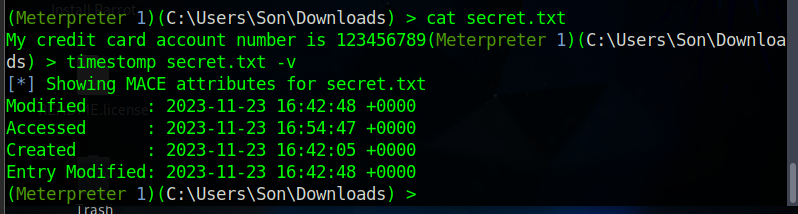 Install Parrot
(Meterpreter 1)(C:\Users\Son\Downloads) > cat secret.txt
My credit card account number is 123456789(Meterpreter 1)(C:\Users\Son\Downloa
ds) > timestomp secret.txt -v
[*] Showing MACE attributes for secret.txt
Modified      : 2023-11-23 16:42:48 +0000
.license
Accessed      : 2023-11-23 16:54:47 +0000
Created       : 2023-11-23 16:42:05 +0000
Entry Modified: 2023-11-23 16:42:48 +0000
(Meterpreter 1)(C:\Users\Son\Downloads) >
Trash